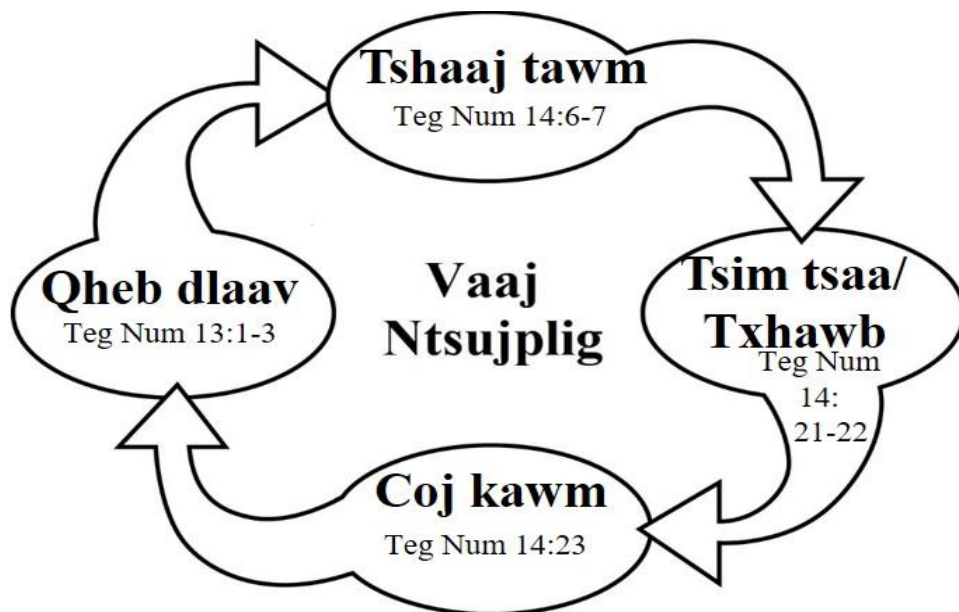 Tshaaj tawm
Teg Num 14:6-7
Tsim tsaa/
Txhawb
Teg Num
14:
21-22
Coj kawm
Teg Num 14:23
Qheb dlaav
Teg Num 13:1-3
Vaaj
Ntsujplig